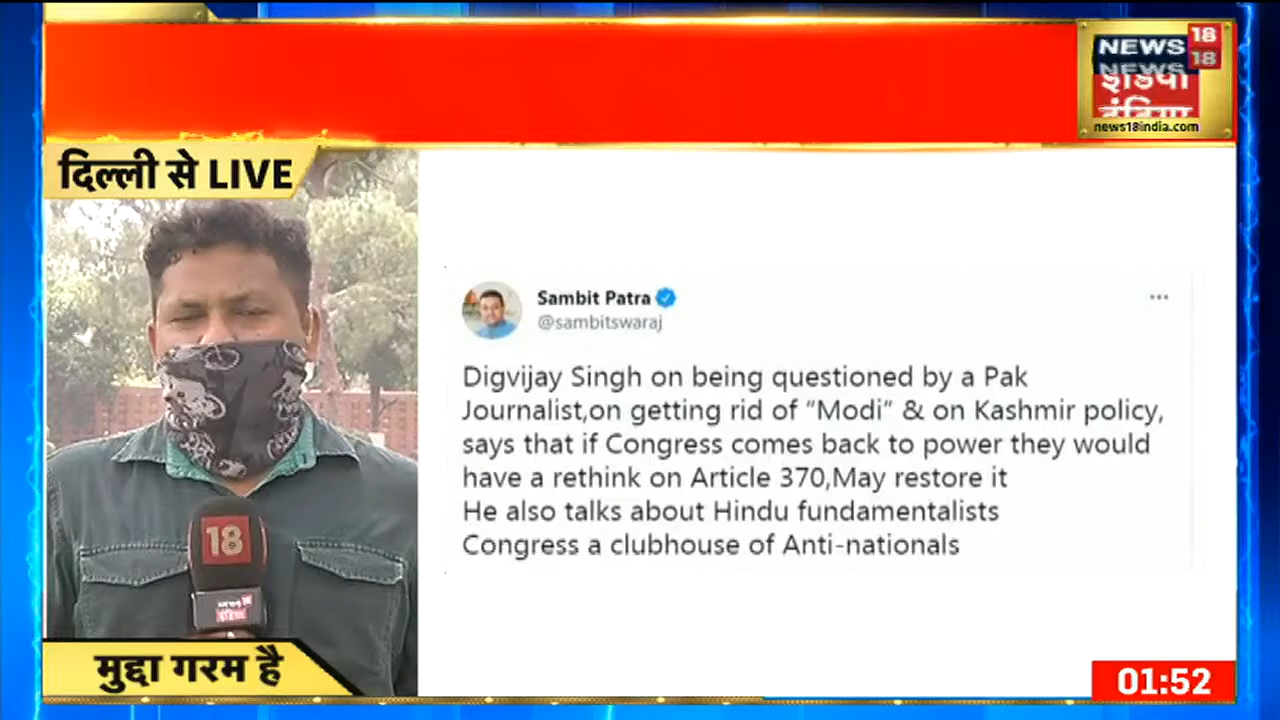 NEWS 18
NEWS 18
इंडिया
इंडिया
news18india.com
दिल्ली से LIVE
Sambit Patra
@sambitswaraj
Digvijay Singh on being questioned by a Pak
Journalist,on getting rid of “Modi” & on Kashmir policy,
says that if Congress comes back to power they would
have a rethink on Article 370,May restore it
He also talks about Hindu fundamentalists
Congress a clubhouse of Anti-nationals
18
इंडिया
मुद्दा गरम है
01:52